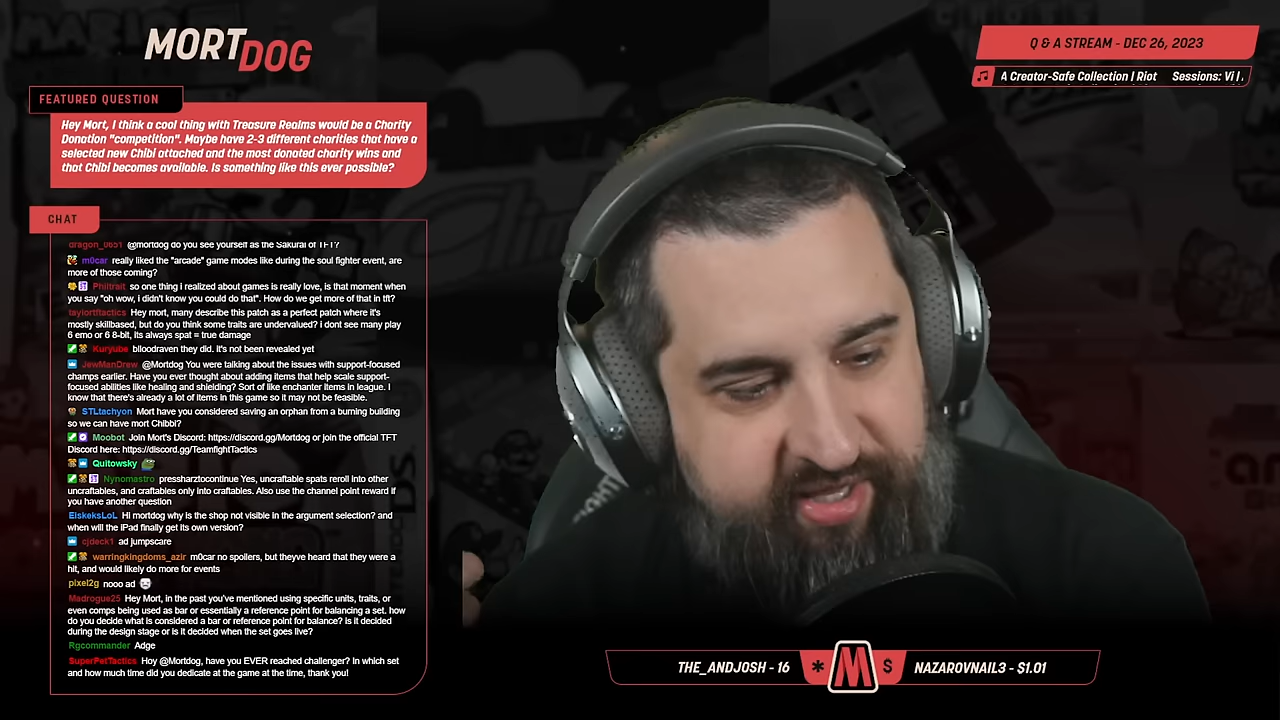 MORTDOG
Q & A STREAM - DEC 26, 2023
A Creator-Safe Collection | Riot Sessions: Vi | .
FEATURED QUESTION
Hey Mort, I think a cool thing with Treasure Realms would be a Charity
Donation "competition". Maybe have 2-3 different charities that have a
selected new Chibi attached and the most donated charity wins and
that Chibi becomes available. Is something like this ever possible?
CHAT
dragon_0651 @mortdog do you see yourself as the Sakurai of TFT?
m0car really liked the "arcade" game modes like during the soul fighter event, are
more of those coming?
Philtrait so one thing i realized about games is really love, is that moment when
you say "oh wow, i didn't know you could do that". How do we get more of that in tft?
taylortftactics Hey mort, many describe this patch as a perfect patch where it's
mostly skillbased, but do you think some traits are undervalued? i dont see many play
6 emo or 6 8-bit, its always spat = true damage
Kuryube bloodraven they did. It's not been revealed yet
JewManDrew @Mortdog You were talking about the issues with support-focused
champs earlier. Have you ever thought about adding items that help scale support-
focused abilities like healing and shielding? Sort of like enchanter items in league. I
know that there's already a lot of items in this game so it may not be feasible.
STLtachyon Mort have you considered saving an orphan from a burning building
so we can have mort Chibbi?
Moobot Join Mort's Discord: https://discord.gg/Mortdog or join the official TFT
Discord here: https://discord.gg/TeamfightTactics
Quitowsky
Nynomastro pressharztocontinue Yes, uncraftable spats reroll into other
uncraftables, and craftables only into craftables. Also use the channel point reward if
you have another question
EiskeksLoL Hi mortdog why is the shop not visible in the argument selection? and
when will the iPad finally get its own version?
cjdeck1 ad jumpscare
warringkingdoms_azir m0car no spoilers, but theyve heard that they were a
hit, and would likely do more for events
pixel2g nooo ad
Madrogue25 Hey Mort, in the past you've mentioned using specific units, traits, or
even comps being used as bar or essentially a reference point for balancing a set. how
do you decide what is considered a bar or reference point for balance? is it decided
during the design stage or is it decided when the set goes live?
Rgcommander Adge
SuperPetTactics Hoy @Mortdog, have you EVER reached challenger? In which set
and how much time did you dedicate at the game at the time, thank you!
THE_ANDJOSH - 16 * M $ NAZAROVNAIL3 - $1.01